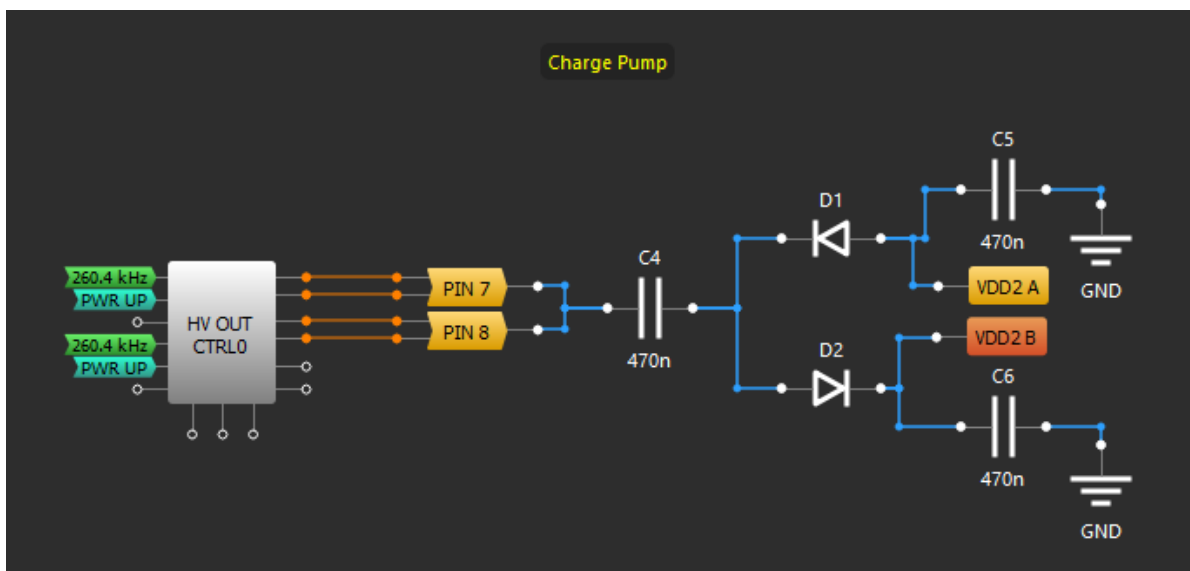 Charge Pump
260.4 kHz
PWR UP
260.4 kHz
PWR UP
HV OUT
CTRL0
PIN 7
PIN 8
C4
470n
D1
D2
C5
470n
GND
VDD2 A
VDD2 B
C6
470n
GND